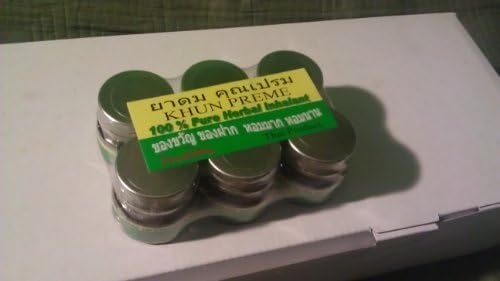 ยาดม คุณเปรม
KHUN PREME
100 % Pure Herbal Inhalant
ของขวัญ ของฝาก หอมมาก หอมนาน